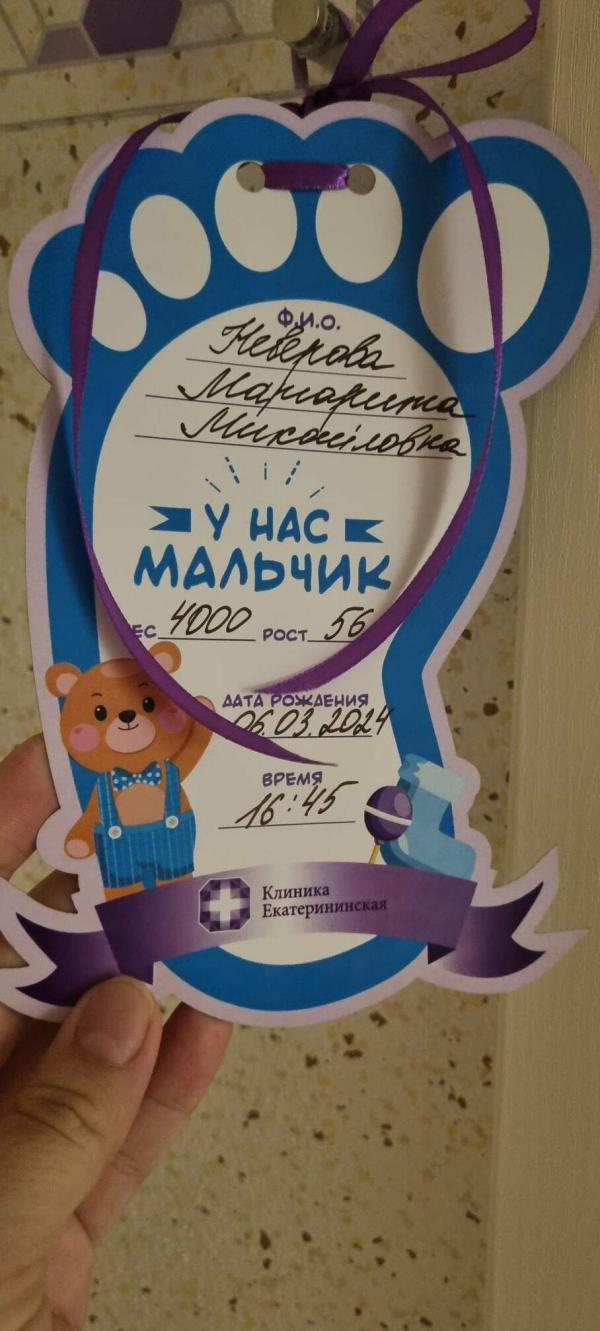 Ф.И.О.
Неверова
Маргарита
Михайловна
У НАС
МАЛЬЧИК
ЕС 4000 РОСТ 56
ДАТА РОЖДЕНИЯ
06.03.2024
ВРЕМЯ
16:45
Клиника
Екатерининская